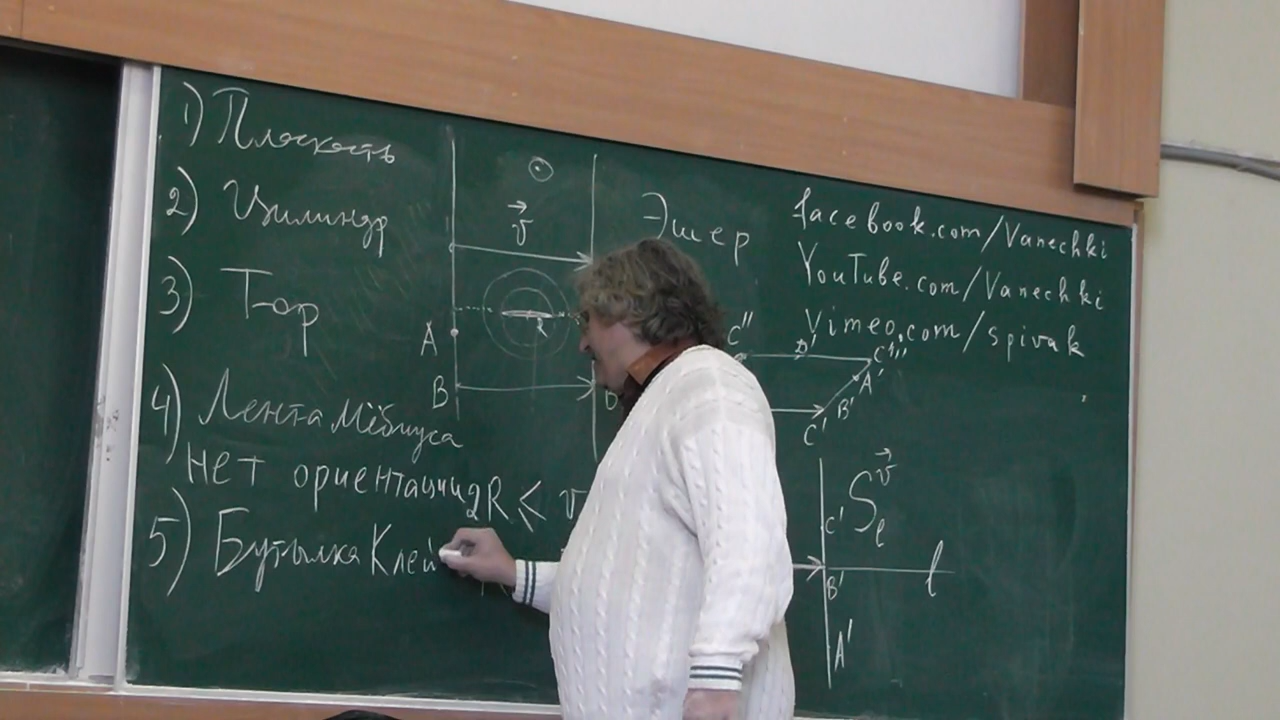 1) Плоскость
2) Цилиндр
3) Тор
4) Лента Мёбиуса
нет ориентации
5) Бутылка Клей
v
A
B
R
2R ⩽ v
Эшер
facebook.com/Vanechki
YouTube.com/Vanechki
Vimeo.com/spivak
C'' D' C'''
A'
B'
C'
C' S v l
B' l
A'